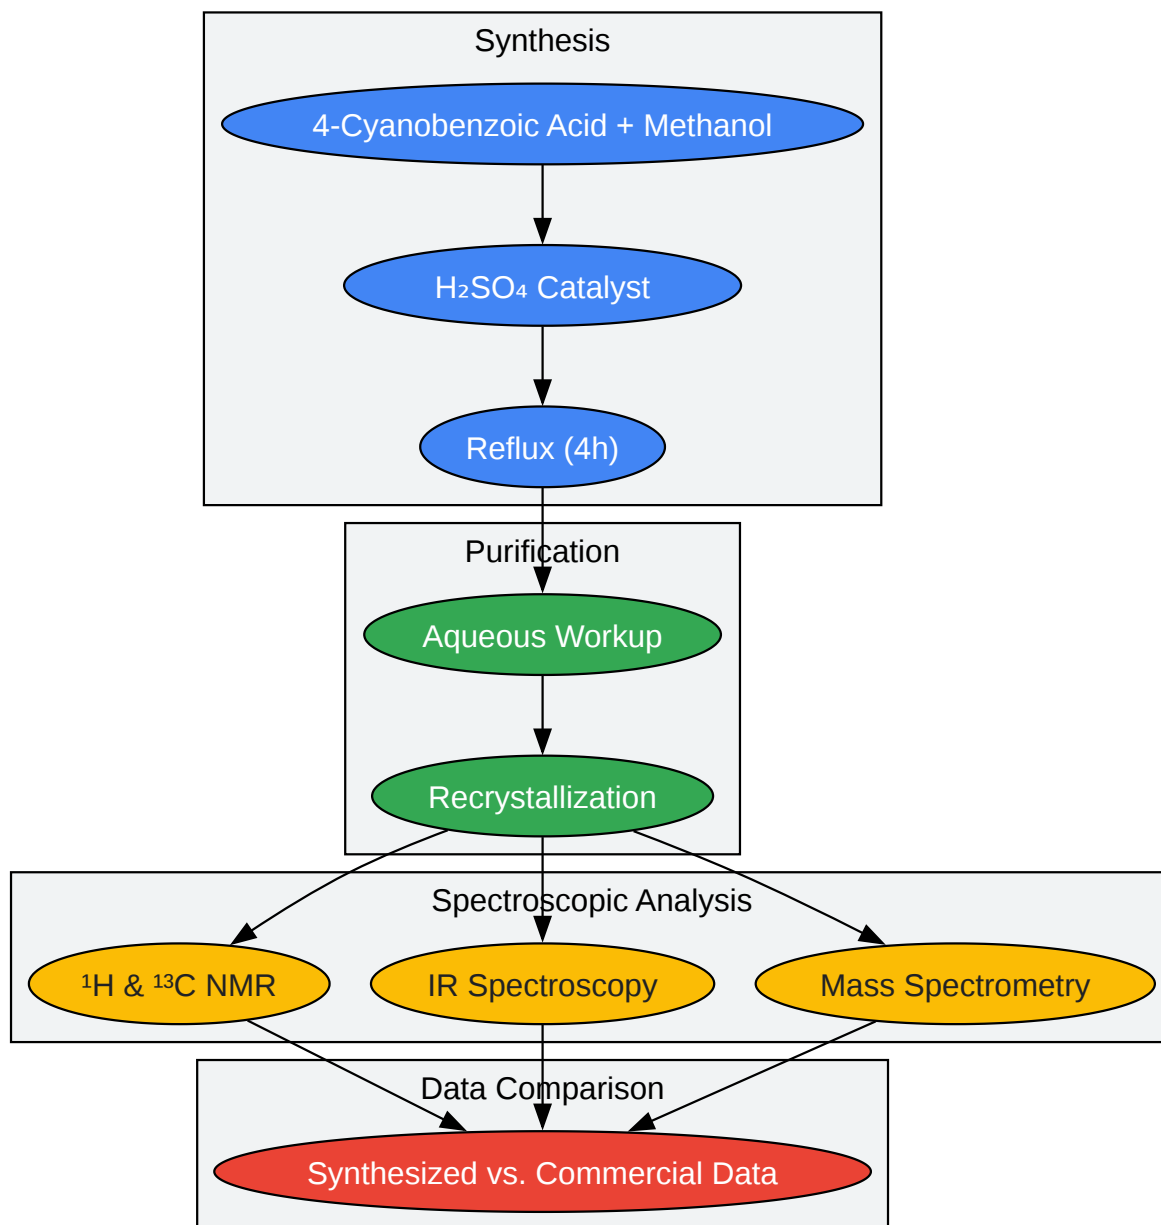 Synthesis
4-Cyanobenzoic Acid + Methanol
H₂SO₄ Catalyst
Reflux (4h)
Purification
Aqueous Workup
Recrystallization
Spectroscopic Analysis
¹H & ¹³C NMR
IR Spectroscopy
Mass Spectrometry
Data Comparison
Synthesized vs. Commercial Data